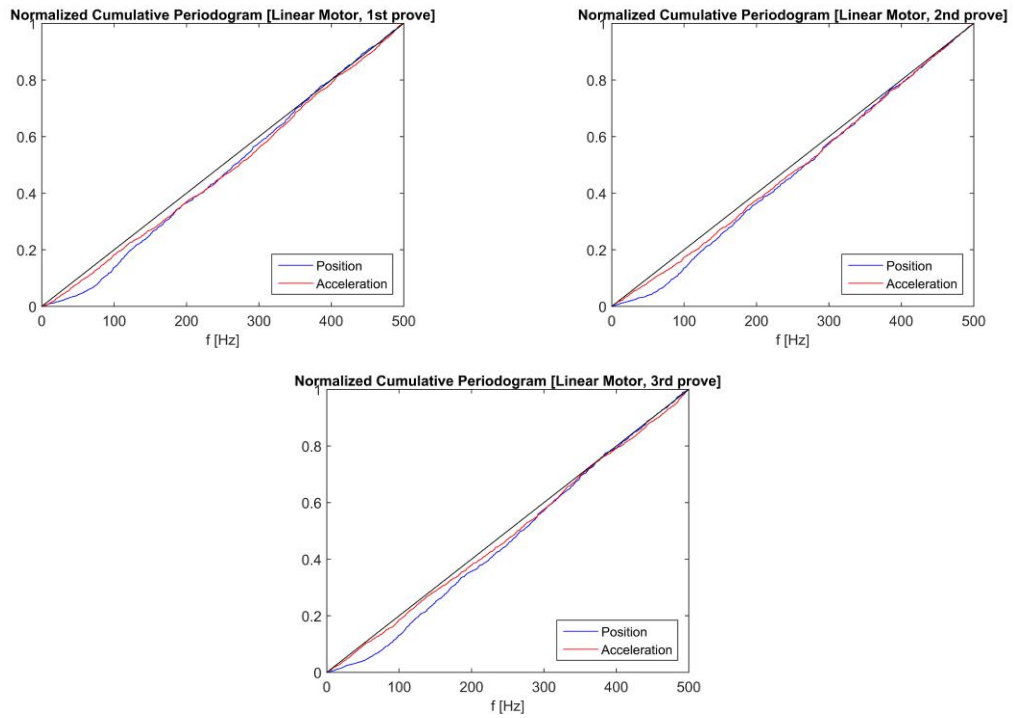 Normalized Cumulative Periodogram [Linear Motor, 1st prove]
1
0.8
0.6
0.4
0.2
0
0 100 200 300 400 500
f [Hz]
Position
Acceleration
Normalized Cumulative Periodogram [Linear Motor, 2nd prove]
1
0.8
0.6
0.4
0.2
0
0 100 200 300 400 500
f [Hz]
Position
Acceleration
Normalized Cumulative Periodogram [Linear Motor, 3rd prove]
1
0.8
0.6
0.4
0.2
0
0 100 200 300 400 500
f [Hz]
Position
Acceleration